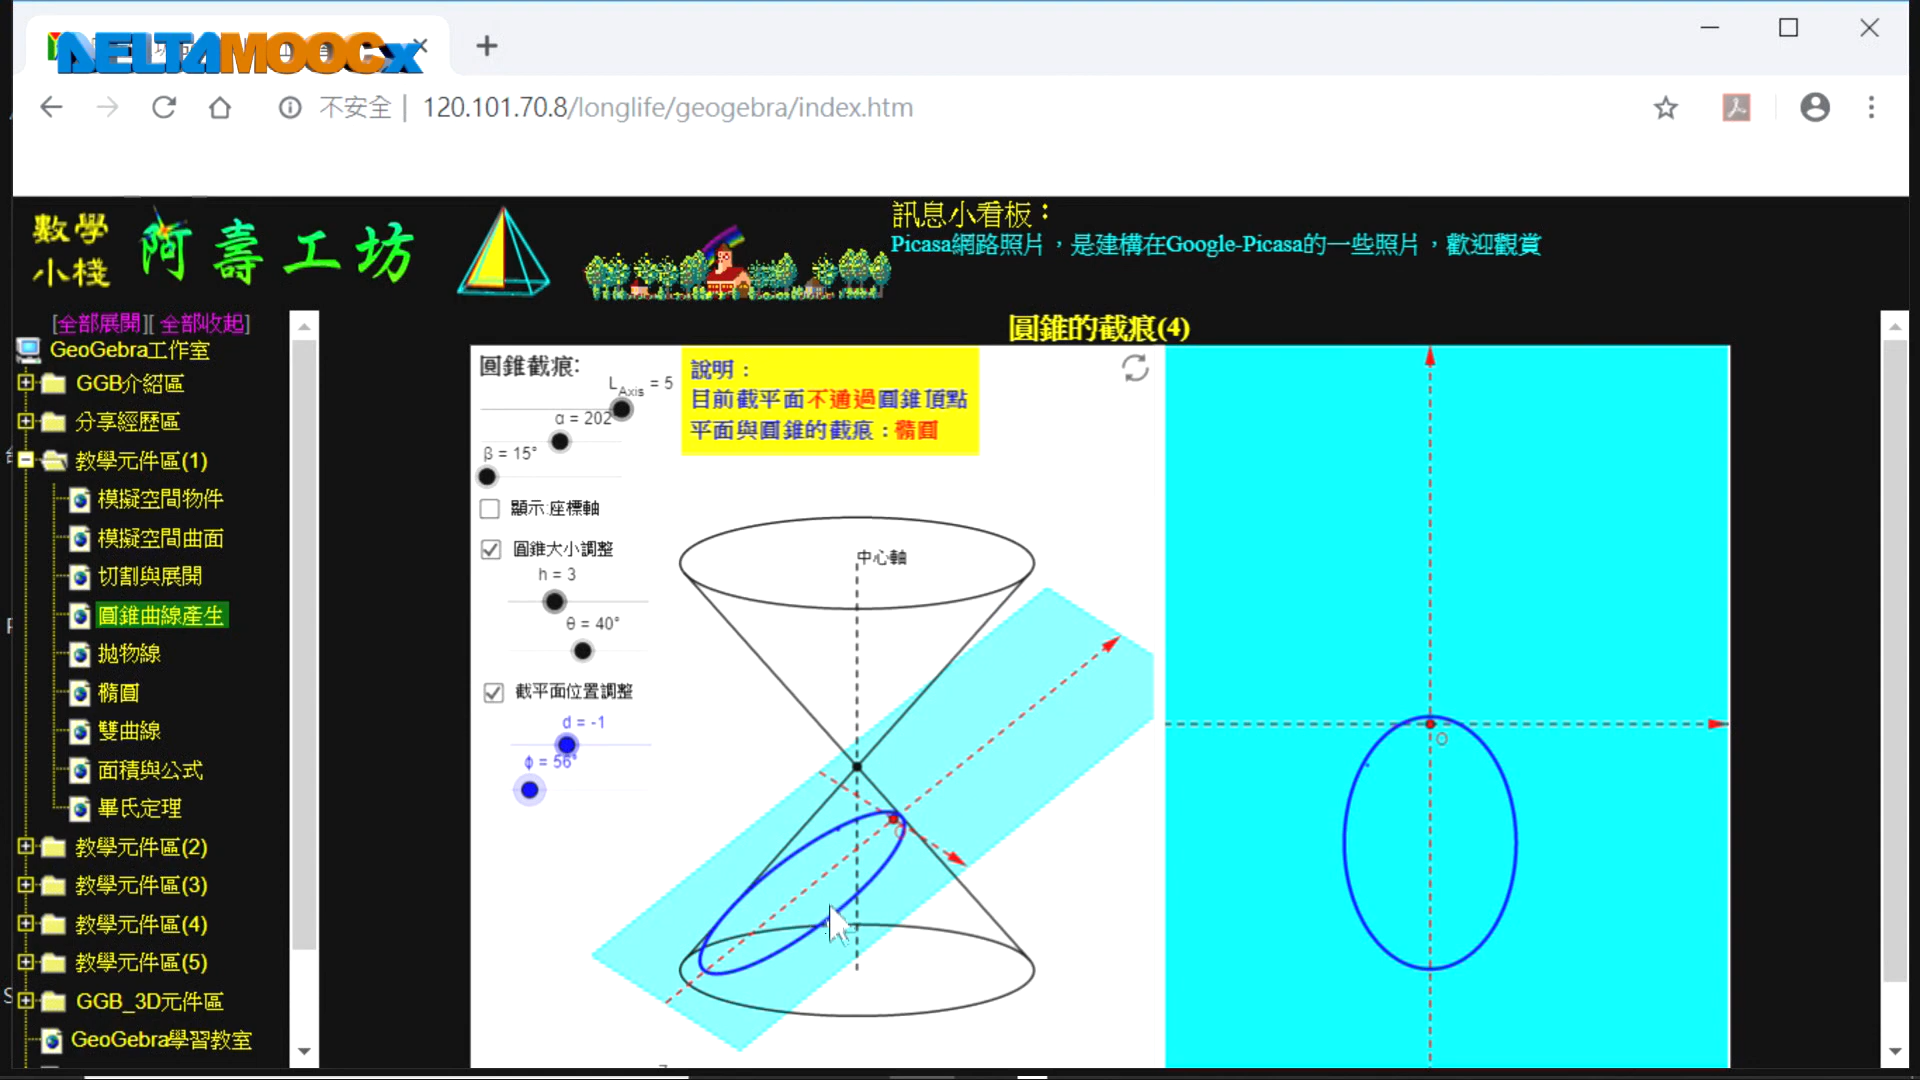 DELTAMOOCx
不安全 | 120.101.70.8/longlife/geogebra/index.htm
數學
小棧
阿壽工坊
訊息小看板：
Picasa網路照片，是建構在Google-Picasa的一些照片，歡迎觀賞
[全部展開][ 全部收起]
GeoGebra工作室
GGB介紹區
分享經歷區
教學元件區(1)
模擬空間物件
模擬空間曲面
切割與展開
圓錐曲線產生
拋物線
橢圓
雙曲線
面積與公式
畢氏定理
教學元件區(2)
教學元件區(3)
教學元件區(4)
教學元件區(5)
GGB_3D元件區
GeoGebra學習教室
圓錐的截痕(4)
圓錐截痕:
L Axis = 5
α = 202
β = 15°
顯示:座標軸
圓錐大小調整
h = 3
θ = 40°
截平面位置調整
d = -1
ϕ = 56°
說明：
目前截平面不通過圓錐頂點
平面與圓錐的截痕：橢圓
中心軸
O
O